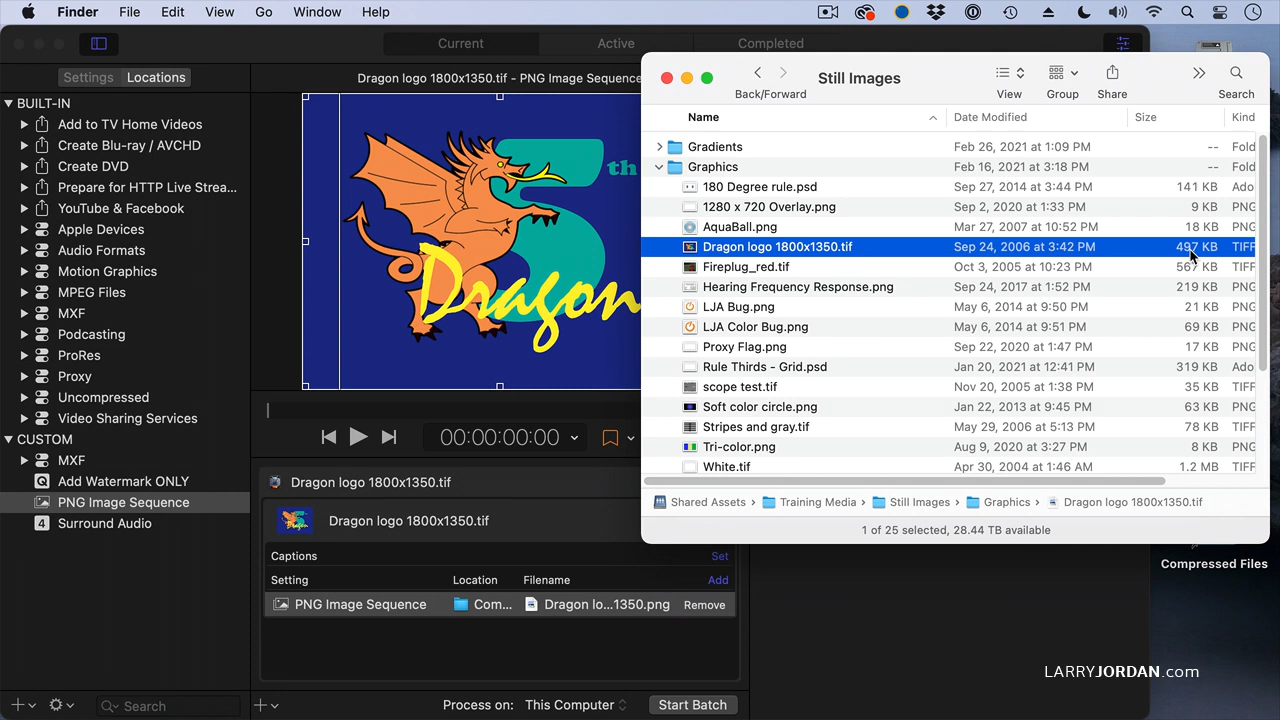 Finder File Edit View Go Window Help
Current Active Completed
Settings Locations
Dragon logo 1800x1350.tif - PNG Image Sequence
BUILT-IN
Add to TV Home Videos
Create Blu-ray / AVCHD
Create DVD
Prepare for HTTP Live Strea...
YouTube & Facebook
Apple Devices
Audio Formats
Motion Graphics
MPEG Files
MXF
Podcasting
ProRes
Proxy
Uncompressed
Video Sharing Services
CUSTOM
MXF
Add Watermark ONLY
PNG Image Sequence
Surround Audio
Search
5th
Dragon
00:00:00:00
Dragon logo 1800x1350.tif
Dragon logo 1800x1350.tif
Captions Set
Setting Location Filename Add
PNG Image Sequence Com... Dragon lo...1350.png Remove
Process on: This Computer Start Batch
Still Images
Back/Forward View Group Share Search
Name Date Modified Size Kind
Gradients Feb 26, 2021 at 1:09 PM -- Fold
Graphics Feb 16, 2021 at 3:18 PM -- Fold
180 Degree rule.psd Sep 27, 2014 at 3:44 PM 141 KB Ado
1280 x 720 Overlay.png Sep 2, 2020 at 1:33 PM 9 KB PNG
AquaBall.png Mar 27, 2007 at 10:52 PM 18 KB PNG
Dragon logo 1800x1350.tif Sep 24, 2006 at 3:42 PM 497 KB TIFF
Fireplug_red.tif Oct 3, 2005 at 10:23 PM 567 KB TIFF
Hearing Frequency Response.png Sep 24, 2017 at 1:52 PM 219 KB PNG
LJA Bug.png May 6, 2014 at 9:50 PM 21 KB PNG
LJA Color Bug.png May 6, 2014 at 9:51 PM 69 KB PNG
Proxy Flag.png Sep 22, 2020 at 1:47 PM 17 KB PNG
Rule Thirds - Grid.psd Jan 20, 2021 at 12:41 PM 319 KB Ado
scope test.tif Nov 20, 2005 at 1:38 PM 35 KB TIFF
Soft color circle.png Jan 22, 2013 at 9:45 PM 63 KB PNG
Stripes and gray.tif May 29, 2006 at 5:13 PM 78 KB TIFF
Tri-color.png Aug 9, 2020 at 3:27 PM 8 KB PNG
White.tif Apr 30, 2004 at 1:46 AM 1.2 MB TIFF
Shared Assets Training Media Still Images Graphics Dragon logo 1800x1350.tif
1 of 25 selected, 28.44 TB available
Compressed Files
LARRYJORDAN.com